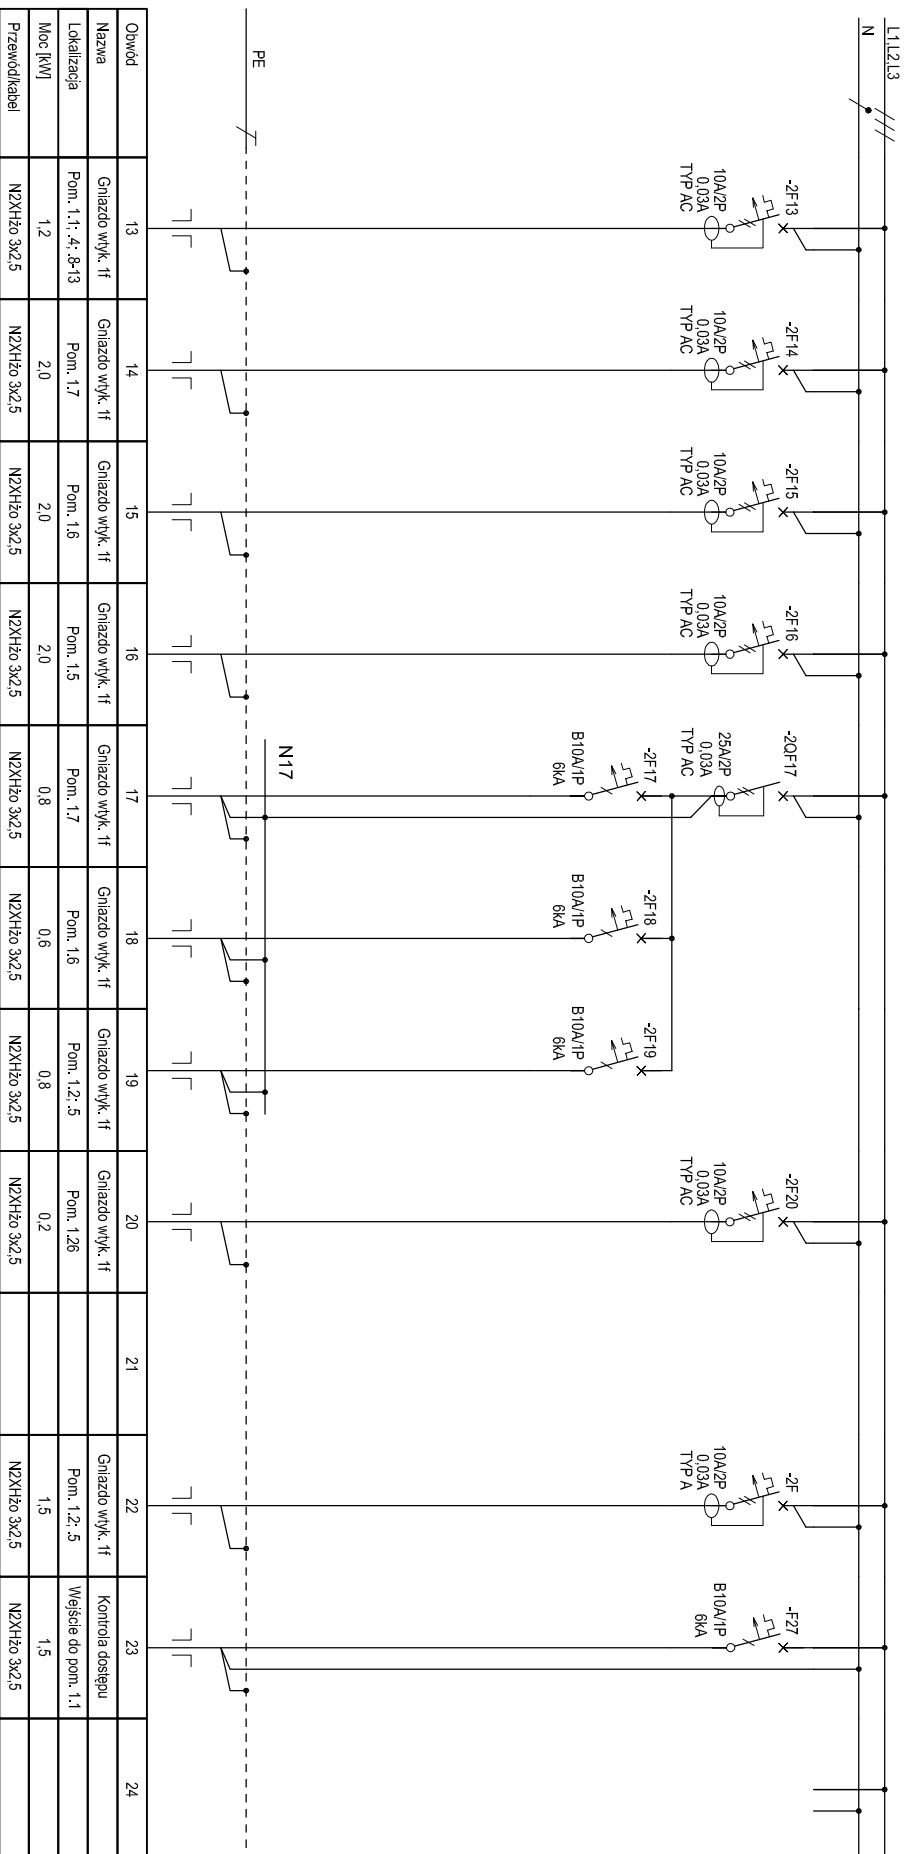 L1,L2,L3
N
-2F13
10A/2P
0,03A
TYP AC
-2F14
10A/2P
0,03A
TYP AC
-2F15
10A/2P
0,03A
TYP AC
-2F16
10A/2P
0,03A
TYP AC
-2QF17
25A/2P
0,03A
TYP AC
-2F20
10A/2P
0,03A
TYP AC
-2F
10A/2P
0,03A
TYP A
-F27
B10A/1P
6kA
-2F17
B10A/1P
6kA
-2F18
B10A/1P
6kA
-2F19
B10A/1P
6kA
N17
PE
Obwód 13 14 15 16 17 18 19 20 21 22 23 24
Nazwa Gniazdo wtyk. 1f Gniazdo wtyk. 1f Gniazdo wtyk. 1f Gniazdo wtyk. 1f Gniazdo wtyk. 1f Gniazdo wtyk. 1f Gniazdo wtyk. 1f Gniazdo wtyk. 1f Gniazdo wtyk. 1f Kontrola dostępu
Lokalizacja Pom. 1.1; .4; .8-13 Pom. 1.7 Pom. 1.6 Pom. 1.5 Pom. 1.7 Pom. 1.6 Pom. 1.2; .5 Pom. 1.26 Pom. 1.2; .5 Wejście do pom. 1.1
Moc [kW] 1,2 2,0 2,0 2,0 0,8 0,6 0,8 0,2 1,5 1,5
Przewód/kabel N2XHżo 3x2,5 N2XHżo 3x2,5 N2XHżo 3x2,5 N2XHżo 3x2,5 N2XHżo 3x2,5 N2XHżo 3x2,5 N2XHżo 3x2,5 N2XHżo 3x2,5 N2XHżo 3x2,5 N2XHżo 3x2,5